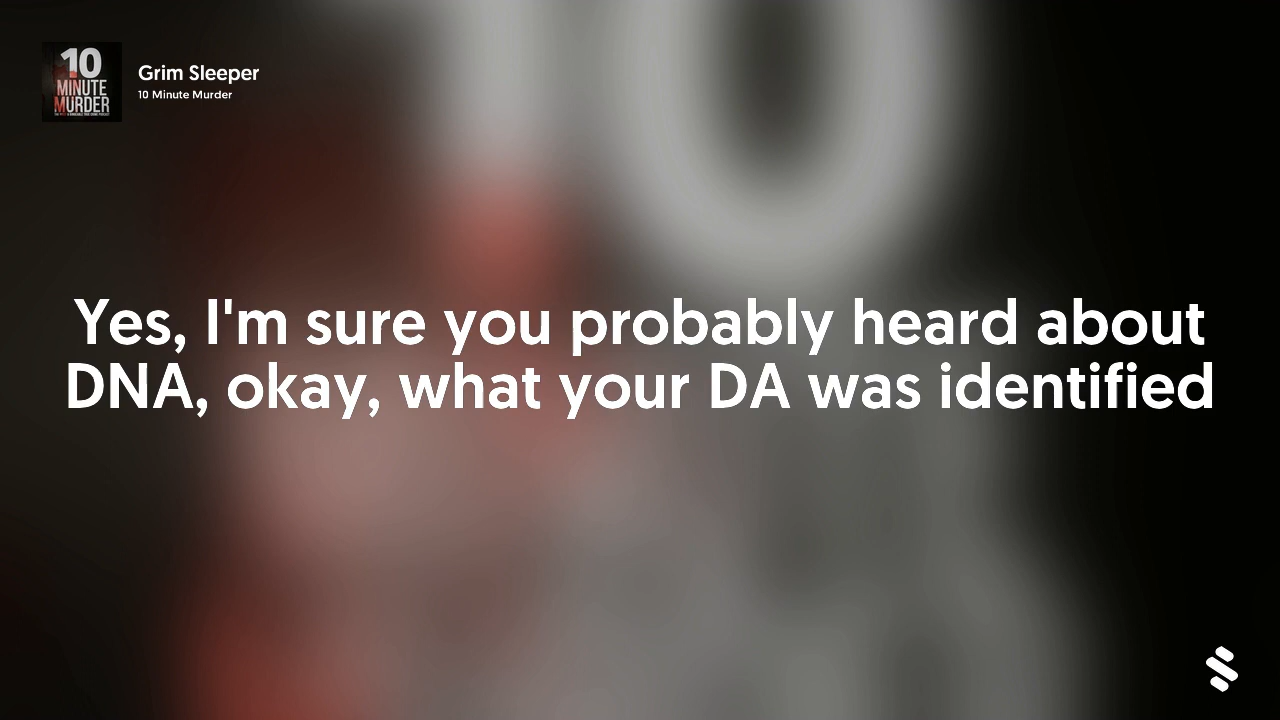 10
MINUTE
MURDER
Grim Sleeper
10 Minute Murder
Yes, I'm sure you probably heard about
DNA, okay, what your DA was identified